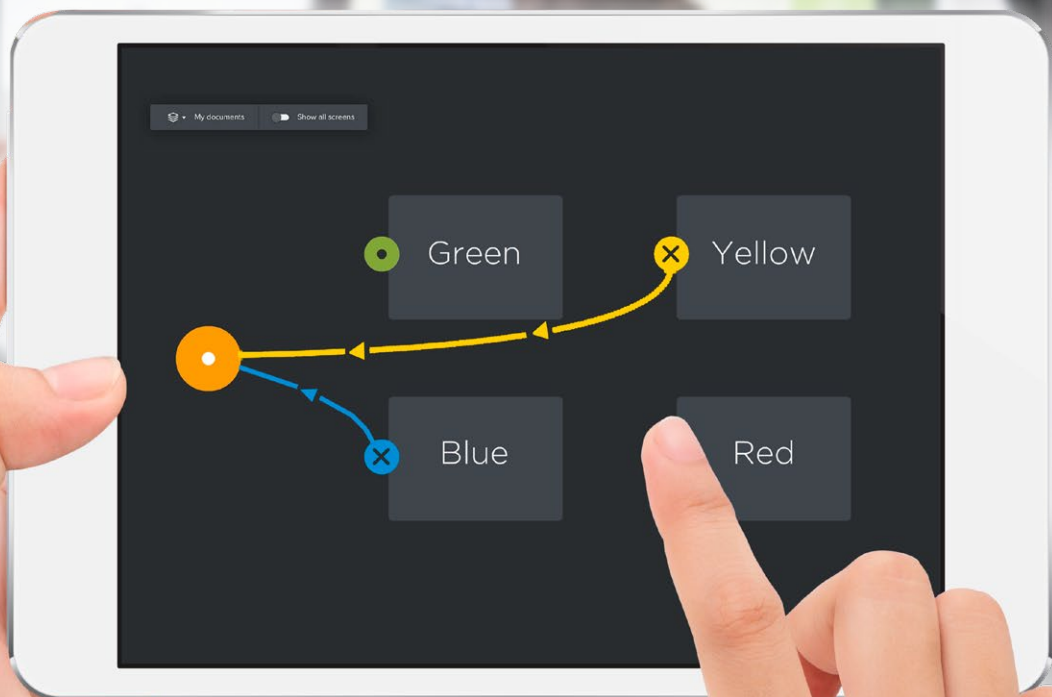 My documents
Show all screens
Green
Yellow
Blue
Red